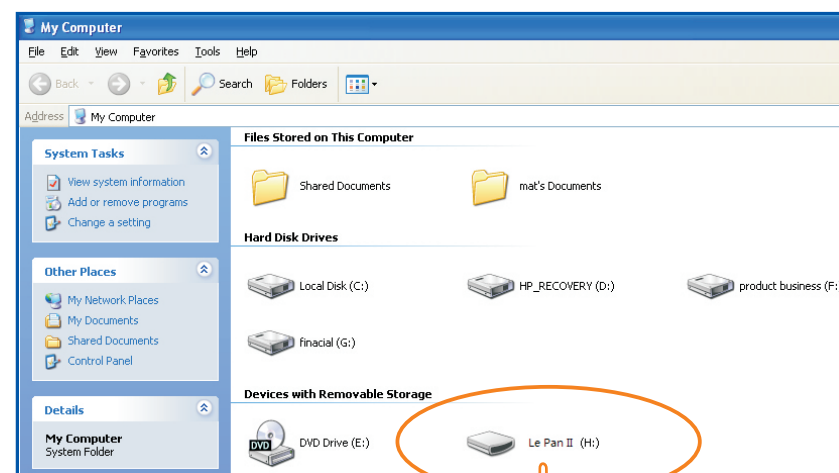 My Computer
File Edit View Favorites Tools Help
Back Search Folders
Address My Computer
System Tasks
View system information
Add or remove programs
Change a setting
Other Places
My Network Places
My Documents
Shared Documents
Control Panel
Details
My Computer
System Folder
Files Stored on This Computer
Shared Documents mat's Documents
Hard Disk Drives
Local Disk (C:) HP_RECOVERY (D:) product business (F:
finacial (G:)
Devices with Removable Storage
DVD
DVD Drive (E:) Le Pan II (H:)